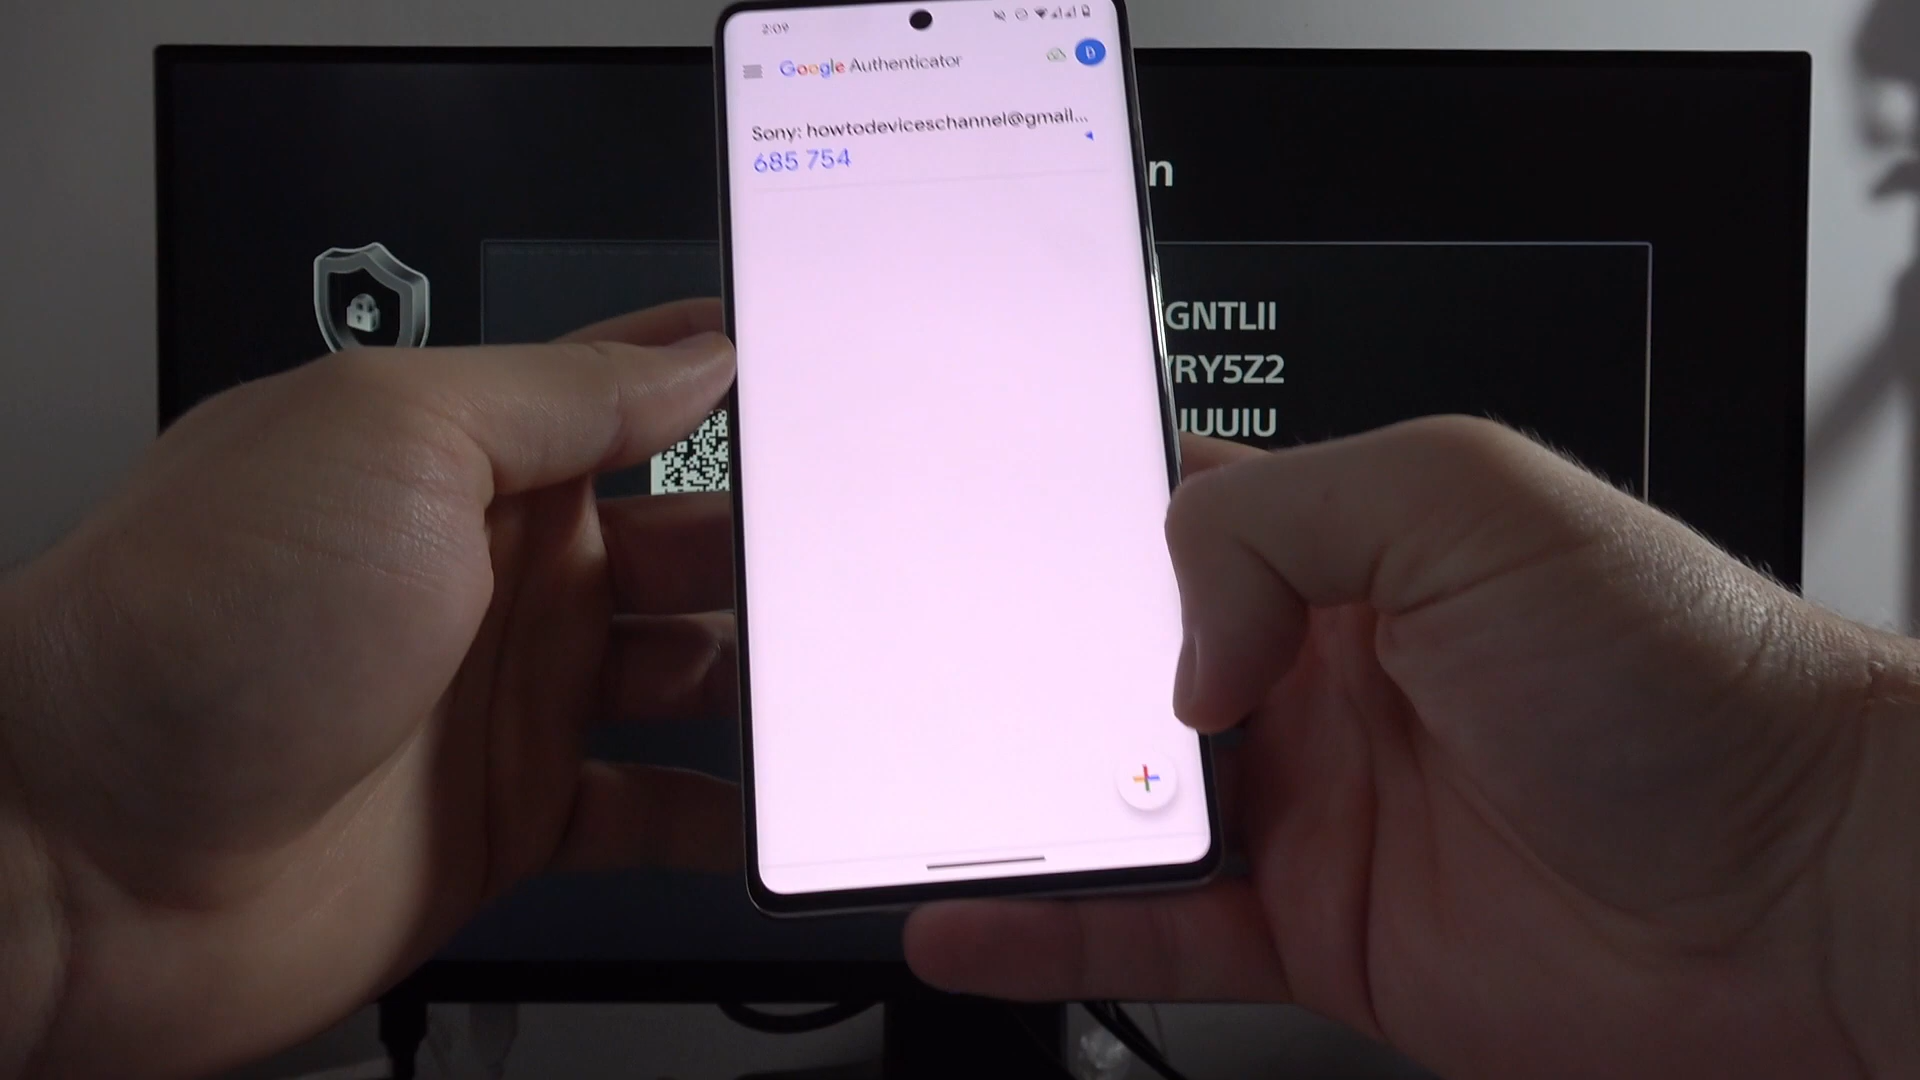 2:09
Google Authenticator
D
Sony: howtodeviceschannel@gmail...
685 754
n
GNTLII
RY5Z2
UUUIU